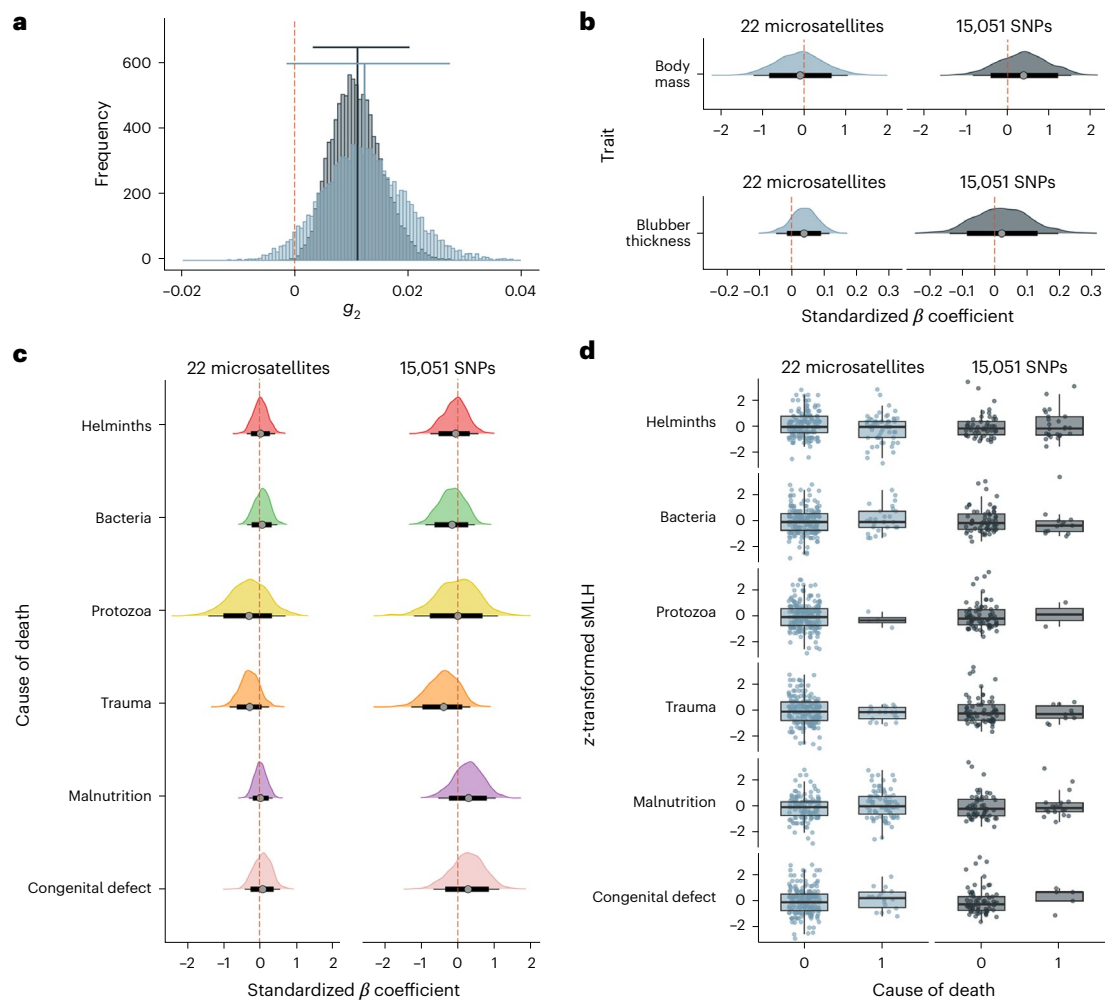 a
Frequency
600
400
200
0
−0.02
0
0.02
0.04
g2
b
Trait
22 microsatellites
15,051 SNPs
Body
mass
−2 −1 0 1 2
−2 −1 0 1 2
22 microsatellites
15,051 SNPs
Blubber
thickness
−0.2 −0.1 0 0.1 0.2 0.3
−0.2 −0.1 0 0.1 0.2 0.3
Standardized β coefficient
c
22 microsatellites
15,051 SNPs
Cause of death
Helminths
Bacteria
Protozoa
Trauma
Malnutrition
Congenital defect
−2 −1 0 1 2
−2 −1 0 1 2
Standardized β coefficient
d
22 microsatellites
15,051 SNPs
z-transformed sMLH
Helminths
2
0
−2
Bacteria
2
0
−2
Protozoa
2
0
−2
Trauma
2
0
−2
Malnutrition
2
0
−2
Congenital defect
2
0
−2
0 1
0 1
Cause of death